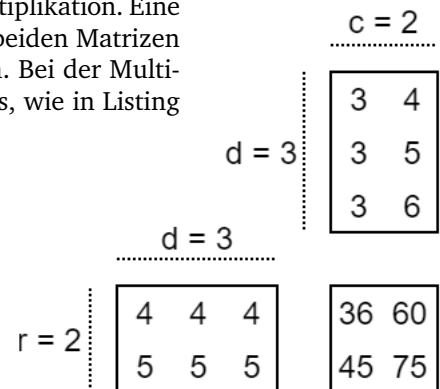 tiplikation. Eine
beiden Matrizen
. Bei der Multi-
s, wie in Listing
c = 2
3 4
d = 3
3 5
3 6
d = 3
4 4 4
36 60
r = 2
5 5 5
45 75